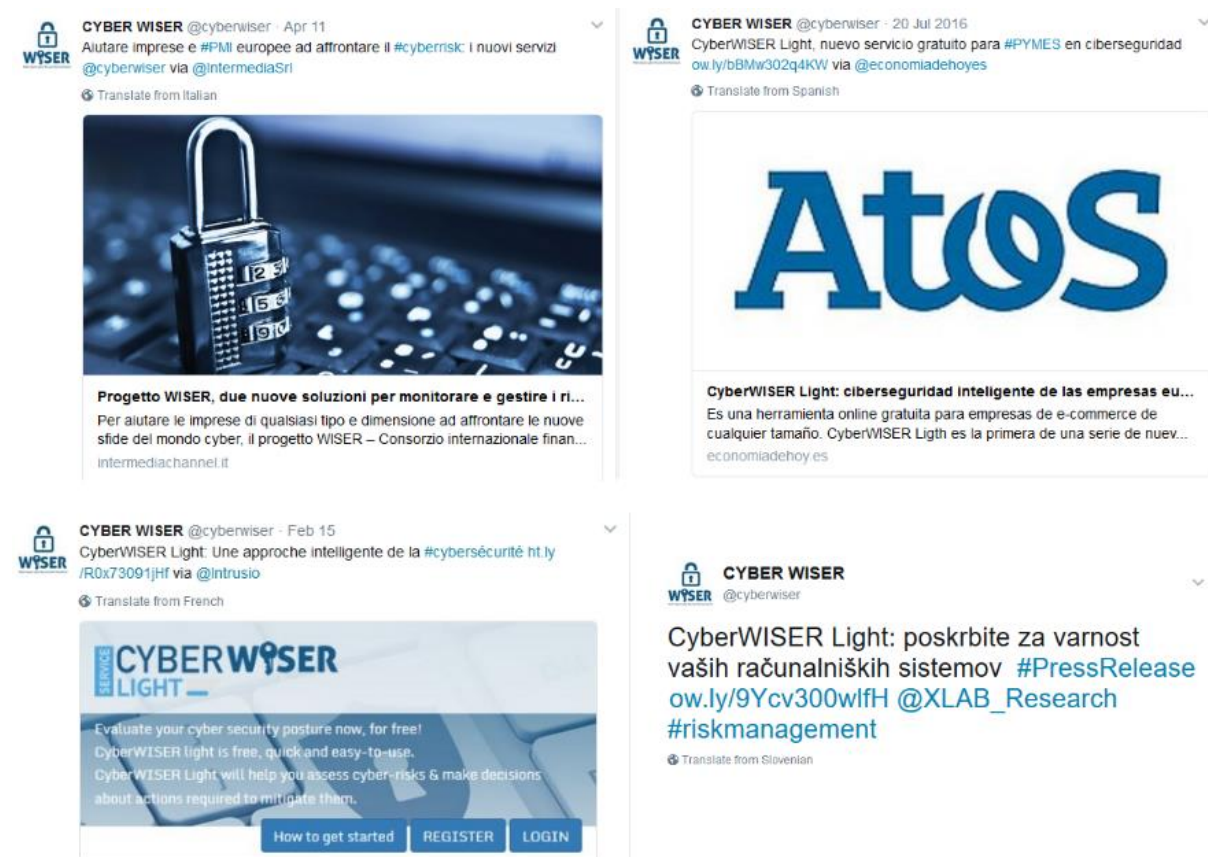 CYBER WISER @cyberwiser · Apr 11
Aiutare imprese e #PMI europee ad affrontare il #cyberrisk: i nuovi servizi
@cyberwiser via @IntermediaSrl
WISER
Translate from Italian
Progetto WISER, due nuove soluzioni per monitorare e gestire i ri...
Per aiutare le imprese di qualsiasi tipo e dimensione ad affrontare le nuove
sfide del mondo cyber, il progetto WISER – Consorzio internazionale finan...
intermediachannel.it
CYBER WISER @cyberwiser · 20 Jul 2016
CyberWISER Light, nuevo servicio gratuito para #PYMES en ciberseguridad
ow.ly/bBMw302q4KW via @economiadehoyes
WISER
Translate from Spanish
Atos
CyberWISER Light: ciberseguridad inteligente de las empresas eu...
Es una herramienta online gratuita para empresas de e-commerce de
cualquier tamaño. CyberWISER Ligth es la primera de una serie de nuev...
economiadehoy.es
CYBER WISER @cyberwiser · Feb 15
CyberWISER Light: Une approche intelligente de la #cybersécurité ht.ly
/R0x73091jHf via @Intrusio
WISER
Translate from French
SERVICE
CYBERWISER
LIGHT
Evaluate your cyber security posture now, for free!
CyberWISER light is free, quick and easy-to-use.
CyberWISER Light will help you assess cyber-risks & make decisions
about actions required to mitigate them.
How to get started REGISTER LOGIN
CYBER WISER
WISER @cyberwiser
CyberWISER Light: poskrbite za varnost
vaših računalniških sistemov #PressRelease
ow.ly/9Ycv300wlfH @XLAB_Research
#riskmanagement
Translate from Slovenian